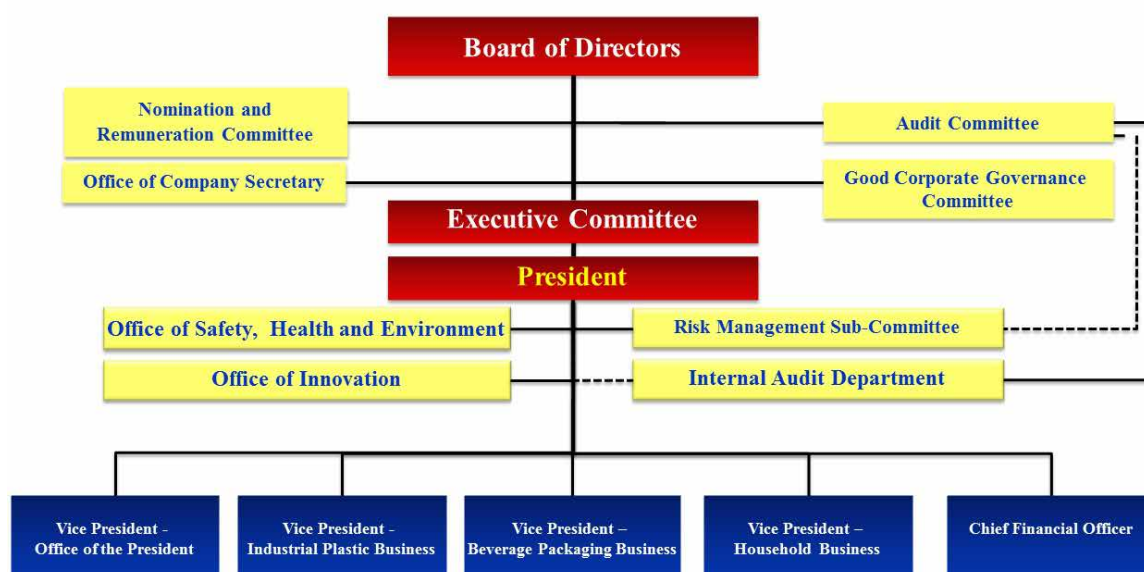 Board of Directors
Nomination and
Remuneration Committee
Audit Committee
Office of Company Secretary
Good Corporate Governance
Committee
Executive Committee
President
Office of Safety, Health and Environment
Risk Management Sub-Committee
Office of Innovation
Internal Audit Department
Vice President -
Office of the President
Vice President -
Industrial Plastic Business
Vice President –
Beverage Packaging Business
Vice President –
Household Business
Chief Financial Officer